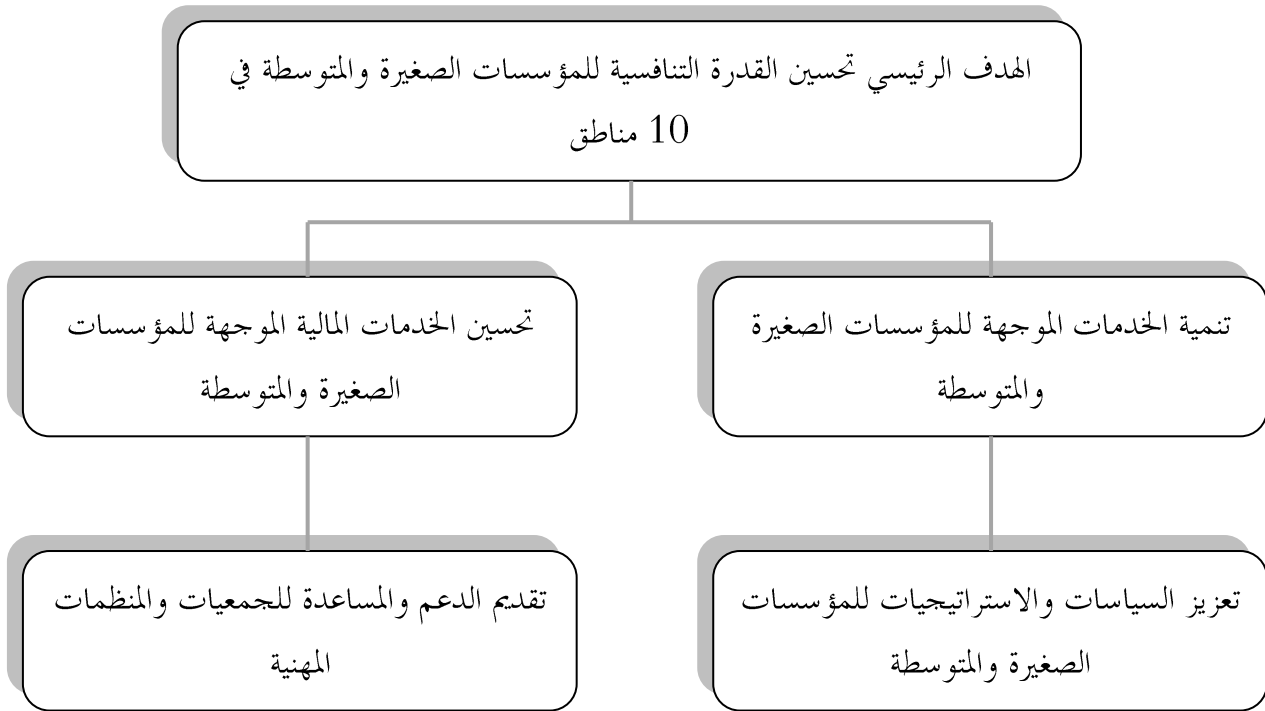 الهدف الرئيسي تحسين القدرة التنافسية للمؤسسات الصغيرة والمتوسطة في
10 مناطق
تنمية الخدمات الموجهة للمؤسسات الصغيرة
والمتوسطة
تحسين الخدمات المالية الموجهة للمؤسسات
الصغيرة والمتوسطة
تعزيز السياسات والاستراتيجيات للمؤسسات
الصغيرة والمتوسطة
تقديم الدعم والمساعدة للجمعيات والمنظمات
المهنية